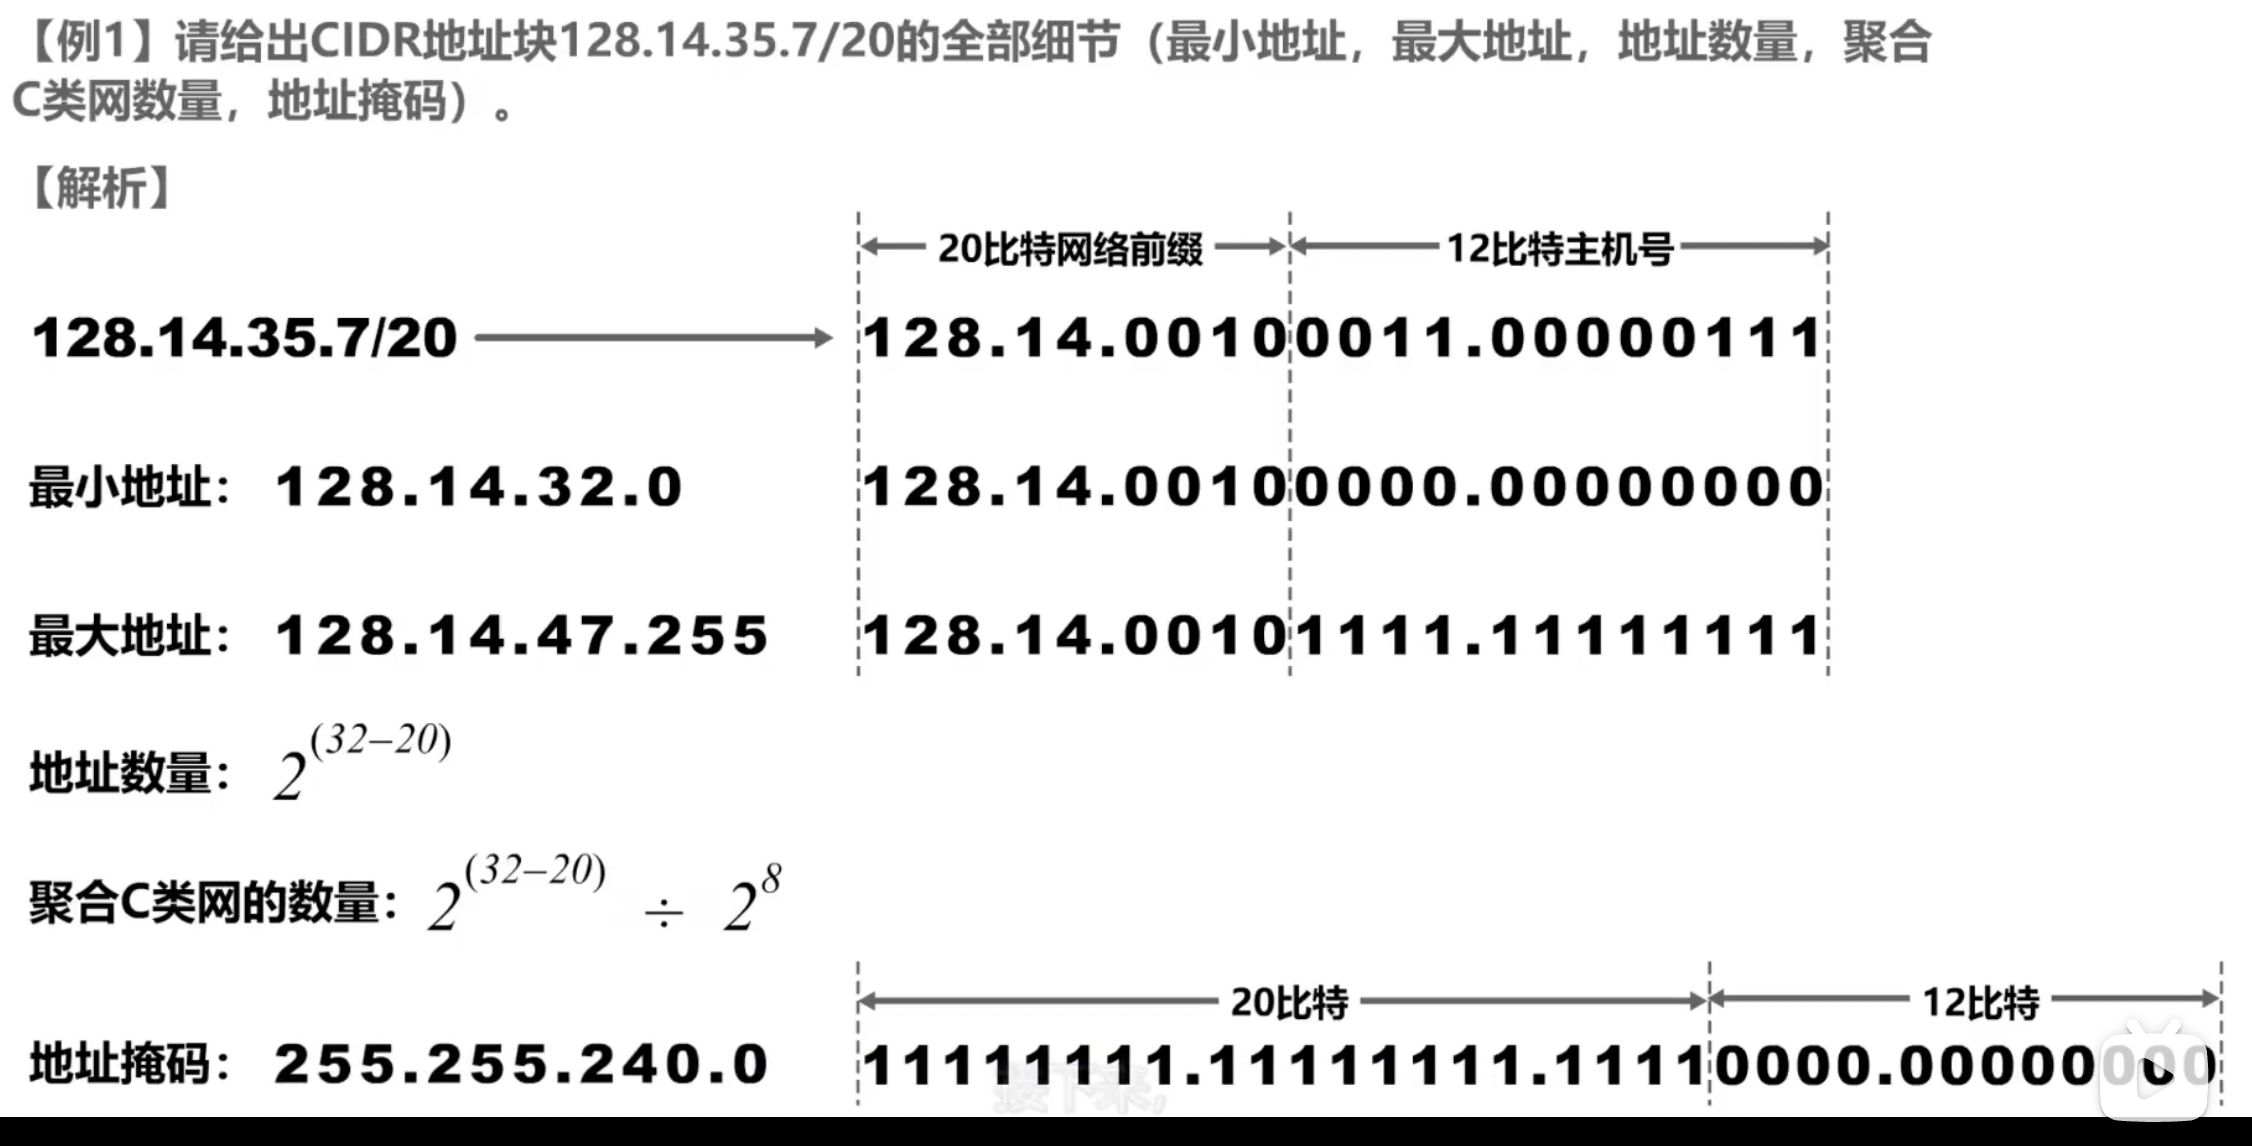 【例1】请给出CIDR地址块128.14.35.7/20的全部细节（最小地址，最大地址，地址数量，聚合
C类网数量，地址掩码）。
【解析】
20比特网络前缀 12比特主机号
128.14.35.7/20 128.14.00100011.00000111
最小地址： 128.14.32.0 128.14.00100000.00000000
最大地址： 128.14.47.255 128.14.00101111.11111111
地址数量： 2^(32–20)
聚合C类网的数量： 2^(32–20) ÷ 2^8
20比特 12比特
地址掩码： 255.255.240.0 11111111.11111111.11110000.00000000
接下来，